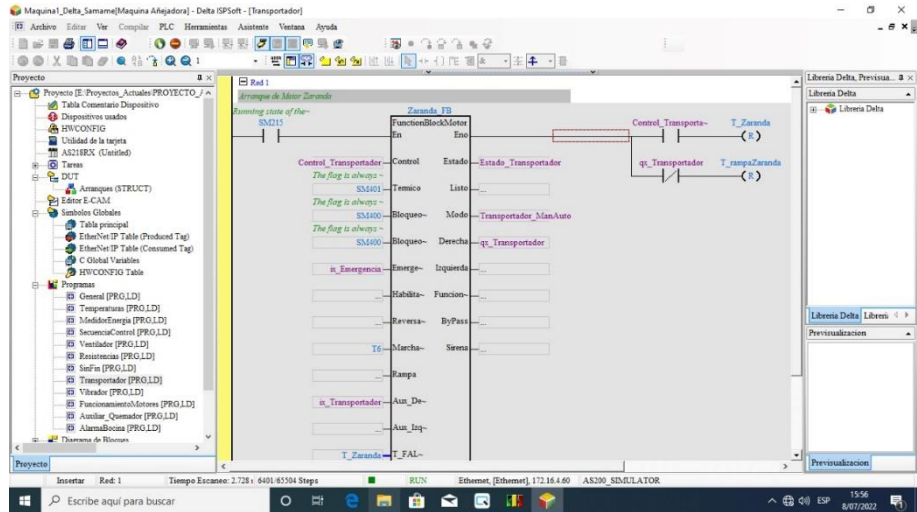 Maquina1_Delta_Samame[Maquina Añejadora] - Delta ISPSoft - [Transportador]
Archivo Editar Ver Compilar PLC Herramientas Asistente Ventana Ayuda
Proyecto
Proyecto [E:\Proyectos_Actuales\PROYECTO_
Tabla Comentario Dispositivo
Dispositivos usados
HWCONFIG
Utilidad de la tarjeta
AS218RX (Untitled)
Tareas
DUT
Arranques (STRUCT)
Editor E-CAM
Simbolos Globales
Tabla principal
EtherNet/IP Table (Produced Tag)
EtherNet/IP Table (Consumed Tag)
C Global Variables
HWCONFIG Table
Programas
General [PRG,LD]
Temperaturas [PRG,LD]
MedidorEnergia [PRG,LD]
SecuenciaControl [PRG,LD]
Ventilador [PRG,LD]
Resistencias [PRG,LD]
SinFin [PRG,LD]
Transportador [PRG,LD]
Vibrador [PRG,LD]
FuncionamientoMotores [PRG,LD]
Auxiliar_Quemador [PRG,LD]
AlarmaBocina [PRG,LD]
Diagrama de Bloques
Proyecto
Red 1
Arranque de Motor Zaranda
Running state of the~
SM215
Zaranda_FB
FunctionBlockMotor
En Eno
Control_Transporta~ T_Zaranda
(R)
Control_Transportador Control Estado Estado_Transportador
qx_Transportador T_rampaZaranda
(R)
The flag is always ~
SM401 Termico Listo ...
The flag is always ~
SM400 Bloqueo~ Modo Transportador_ManAuto
The flag is always ~
SM400 Bloqueo~ Derecha qx_Transportador
ix_Emergencia Emerge~ Izquierda ...
... Habilita~ Funcion~ ...
... Reversa~ ByPass ...
T6 Marcha~ Sirena ...
... Rampa
ix_Transportador Aux_De~
... Aux_Izq~
T_Zaranda T_FAL~
Libreria Delta, Previsua...
Libreria Delta
Libreria Delta
Libreria Delta Libreri
Previsualizacion
Previsualizacion
Insertar Red: 1 Tiempo Escaneo: 2.728 6401/65504 Steps RUN Ethernet, [Ethernet], 172.16.4.60 AS200_SIMULATOR
Escribe aquí para buscar
ESP
15:56
8/07/2022